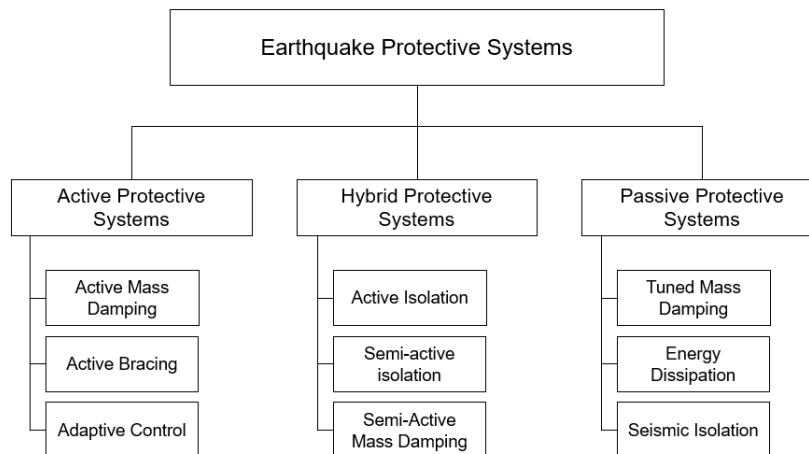 Earthquake Protective Systems
Active Protective
Systems
Hybrid Protective
Systems
Passive Protective
Systems
Active Mass
Damping
Active Isolation
Tuned Mass
Damping
Active Bracing
Semi-active
isolation
Energy
Dissipation
Adaptive Control
Semi-Active
Mass Damping
Seismic Isolation